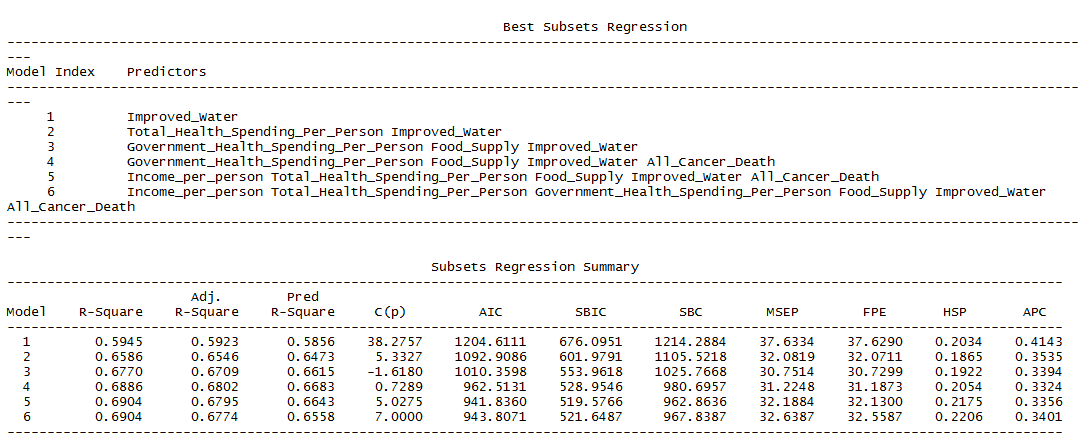 Best Subsets Regression
--------------------------------------------------------------------------------------------------------------------------------------
---
Model Index    Predictors
--------------------------------------------------------------------------------------------------------------------------------------
---
     1         Improved_Water
     2         Total_Health_Spending_Per_Person Improved_Water
     3         Government_Health_Spending_Per_Person Food_Supply Improved_Water
     4         Government_Health_Spending_Per_Person Food_Supply Improved_Water All_Cancer_Death
     5         Income_per_person Total_Health_Spending_Per_Person Food_Supply Improved_Water All_Cancer_Death
     6         Income_per_person Total_Health_Spending_Per_Person Government_Health_Spending_Per_Person Food_Supply Improved_Water
All_Cancer_Death
--------------------------------------------------------------------------------------------------------------------------------------
---
Subsets Regression Summary
------------------------------------------------------------------------------------------------------------------------------------
Adj.        Pred
Model    R-Square    R-Square    R-Square    C(p)    AIC    SBIC    SBC    MSEP    FPE    HSP    APC
------------------------------------------------------------------------------------------------------------------------------------
1    0.5945    0.5923    0.5856    38.2757    1204.6111    676.0951    1214.2884    37.6334    37.6290    0.2034    0.4143
2    0.6586    0.6546    0.6473    5.3327    1092.9086    601.9791    1105.5218    32.0819    32.0711    0.1865    0.3535
3    0.6770    0.6709    0.6615    -1.6180    1010.3598    553.9618    1025.7668    30.7514    30.7299    0.1922    0.3394
4    0.6886    0.6802    0.6683    0.7289    962.5131    528.9546    980.6957    31.2248    31.1873    0.2054    0.3324
5    0.6904    0.6795    0.6643    5.0275    941.8360    519.5766    962.8636    32.1884    32.1300    0.2175    0.3356
6    0.6904    0.6774    0.6558    7.0000    943.8071    521.6487    967.8387    32.6387    32.5587    0.2206    0.3401
------------------------------------------------------------------------------------------------------------------------------------